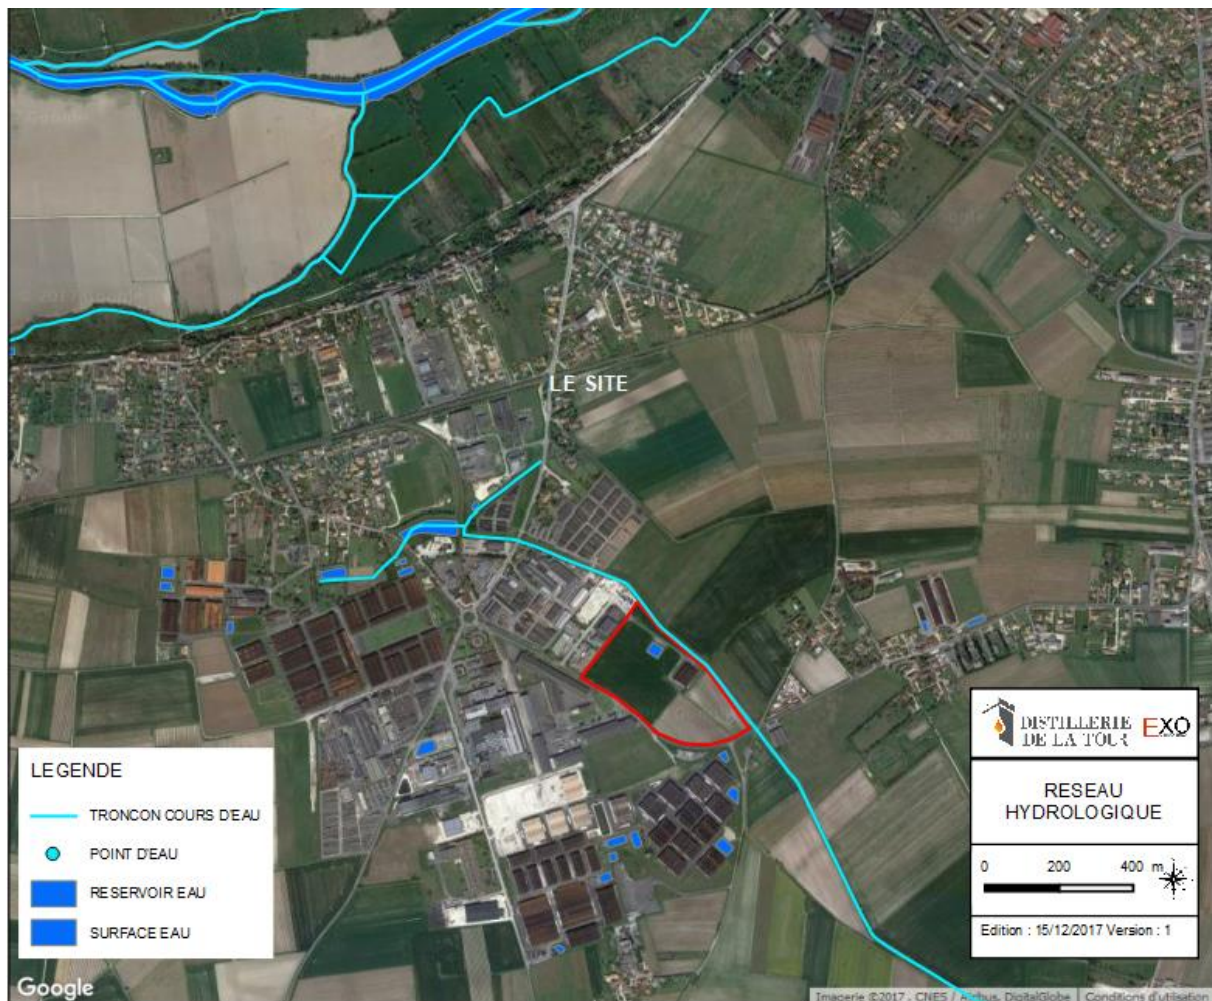 LE SITE
LEGENDE
TRONCON COURS D'EAU
POINT D'EAU
RESERVOIR EAU
SURFACE EAU
DISTILLERIE
DE LA TOUR
EXO
RESEAU
HYDROLOGIQUE
0 200 400 m
Edition : 15/12/2017 Version : 1
Google
Imagerie ©2017 , CNES / Airbus, DigitalGlobe | Conditions d'utilisation